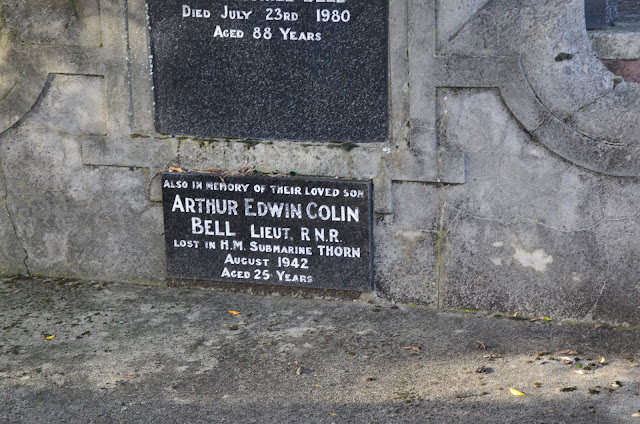 Died July 23rd 1980
Aged 88 Years
Also in memory of their loved son
Arthur Edwin Colin
Bell Lieut. R.N.R.
Lost in H.M. Submarine THORN
August 1942
Aged 25 Years